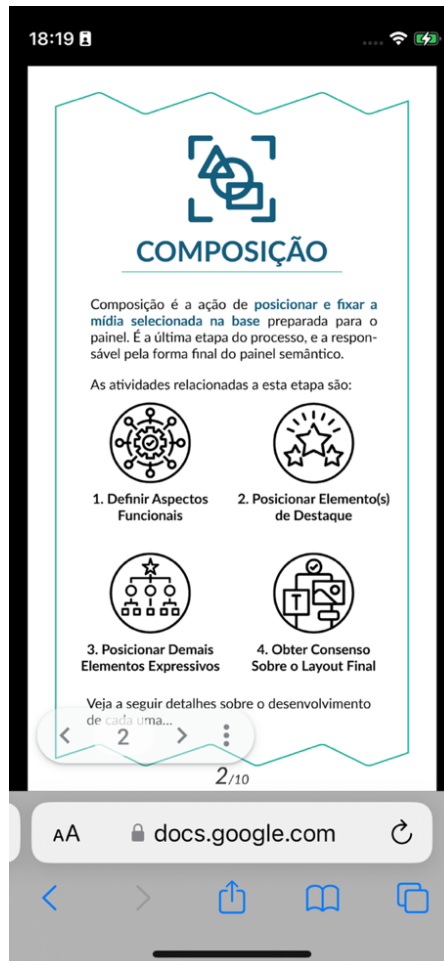 18:19
COMPOSIÇÃO
Composição é a ação de posicionar e fixar a
mídia selecionada na base preparada para o
painel. É a última etapa do processo, e a respon-
sável pela forma final do painel semântico.
As atividades relacionadas a esta etapa são:
1. Definir Aspectos
Funcionais
2. Posicionar Elemento(s)
de Destaque
T
3. Posicionar Demais
Elementos Expressivos
4. Obter Consenso
Sobre o Layout Final
Veja a seguir detalhes sobre o desenvolvimento
de cada uma...
2
2/10
AA
docs.google.com